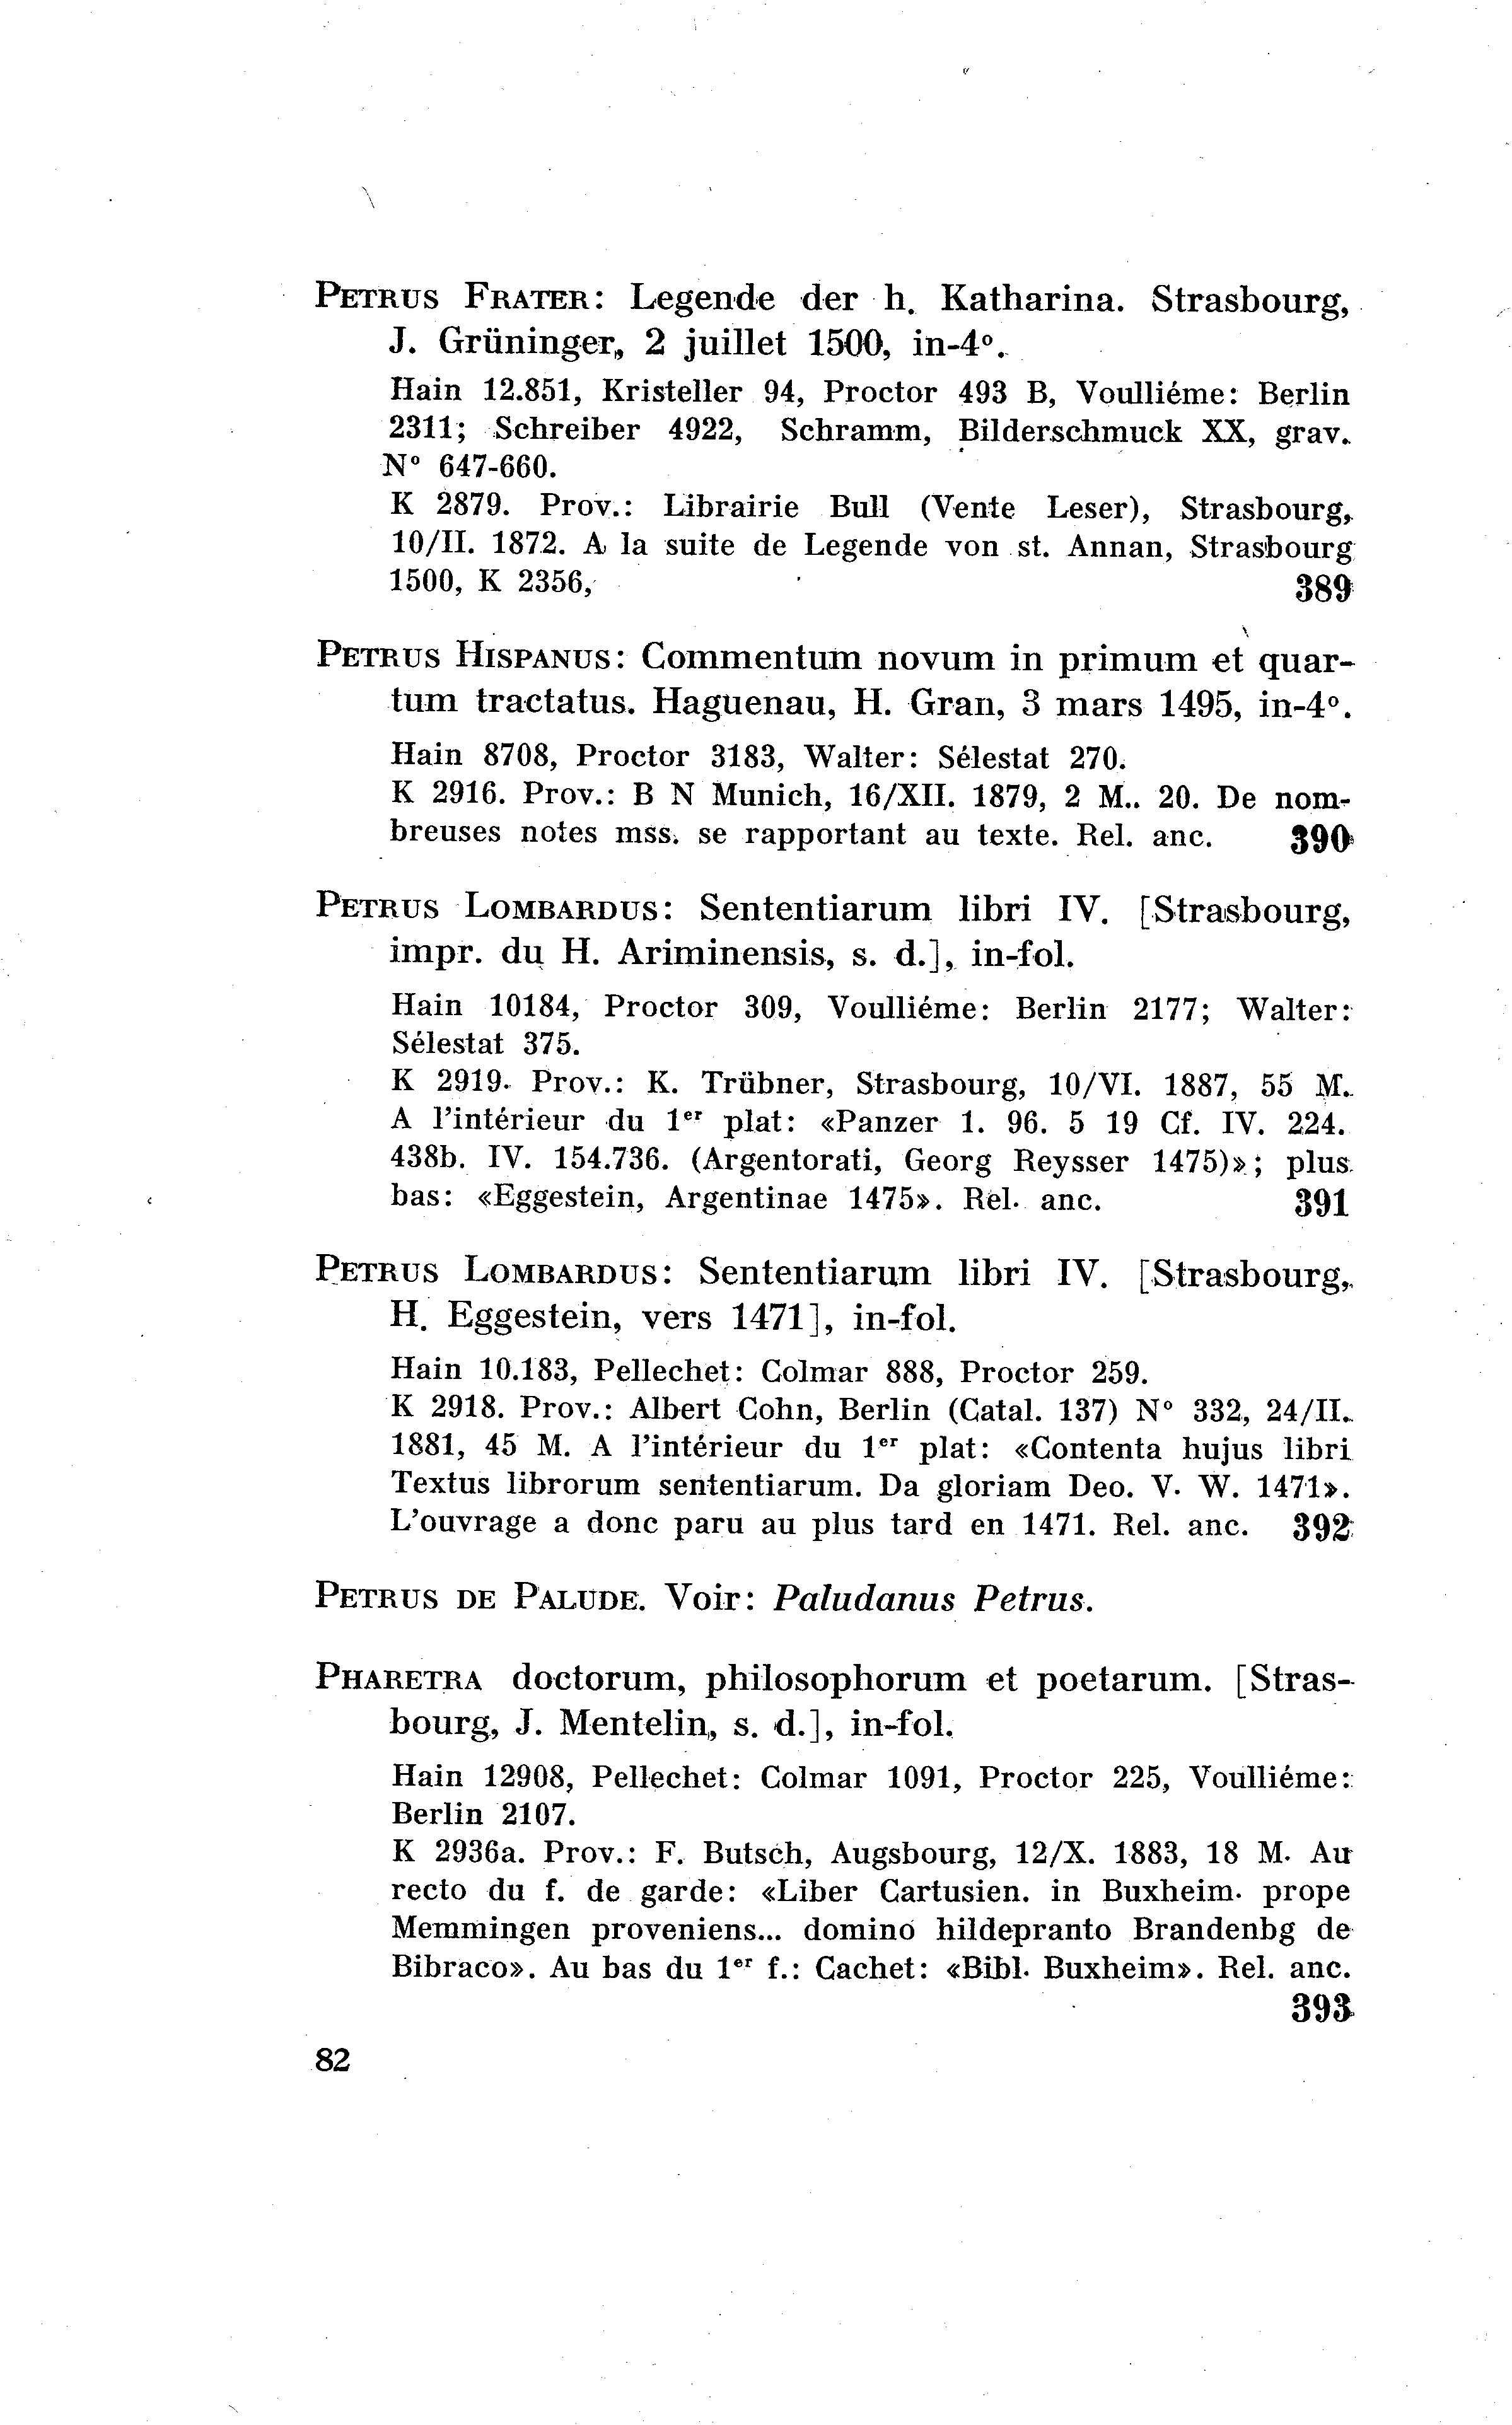 PETRUS FRATER: Legende der h. Katharina. Strasbourg,
J. Grüninger, 2 juillet 1500, in-4º.
Hain 12.851, Kristeller 94, Proctor 493 B, Voulliéme: Berlin
2311; Schreiber 4922, Schramm, Bilderschmuck XX, grav.
Nº 647-660.
K 2879. Prov.: Librairie Bull (Vente Leser), Strasbourg,
10/II. 1872. A la suite de Legende von st. Annan, Strasbourg
1500, K 2356, 389
PETRUS HISPANUS: Commentum novum in primum et quar-
tum tractatus. Haguenau, H. Gran, 3 mars 1495, in-4º.
Hain 8708, Proctor 3183, Walter: Sélestat 270.
K 2916. Prov.: B N Munich, 16/XII. 1879, 2 M.. 20. De nom-
breuses notes mss. se rapportant au texte. Rel. anc. 390
PETRUS LOMBARDUS: Sententiarum libri IV. [Strasbourg,
impr. du H. Ariminensis, s. d.], in-fol.
Hain 10184, Proctor 309, Voulliéme: Berlin 2177; Walter:
Sélestat 375.
K 2919. Prov.: K. Trübner, Strasbourg, 10/VI. 1887, 55 M.
A l'intérieur du 1er plat: «Panzer 1. 96. 5 19 Cf. IV. 224.
438b. IV. 154.736. (Argentorati, Georg Reysser 1475)»; plus
bas: «Eggestein, Argentinae 1475». Rel. anc. 391
PETRUS LOMBARDUS: Sententiarum libri IV. [Strasbourg,
H. Eggestein, vers 1471], in-fol.
Hain 10.183, Pellechet: Colmar 888, Proctor 259.
K 2918. Prov.: Albert Cohn, Berlin (Catal. 137) Nº 332, 24/II.
1881, 45 M. A l'intérieur du 1er plat: «Contenta hujus libri
Textus librorum sententiarum. Da gloriam Deo. V. W. 1471».
L'ouvrage a donc paru au plus tard en 1471. Rel. anc. 392
PETRUS DE PALUDE. Voir: Paludanus Petrus.
PHARETRA doctorum, philosophorum et poetarum. [Stras-
bourg, J. Mentelin, s. d.], in-fol.
Hain 12908, Pellechet: Colmar 1091, Proctor 225, Voulliéme:
Berlin 2107.
K 2936a. Prov.: F. Butsch, Augsbourg, 12/X. 1883, 18 M. Au
recto du f. de garde: «Liber Cartusien. in Buxheim. prope
Memmingen proveniens... domino hildepranto Brandenbg de
Bibraco». Au bas du 1er f.: Cachet: «Bibl. Buxheim». Rel. anc.
393
82